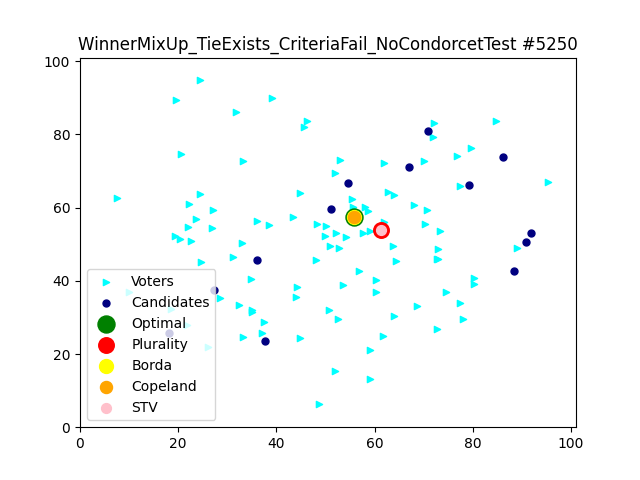 WinnerMixUp_TieExists_CriteriaFail_NoCondorcetTest #5250
100
80
60
40
20
0
Voters
Candidates
Optimal
Plurality
Borda
Copeland
STV
0 20 40 60 80 100